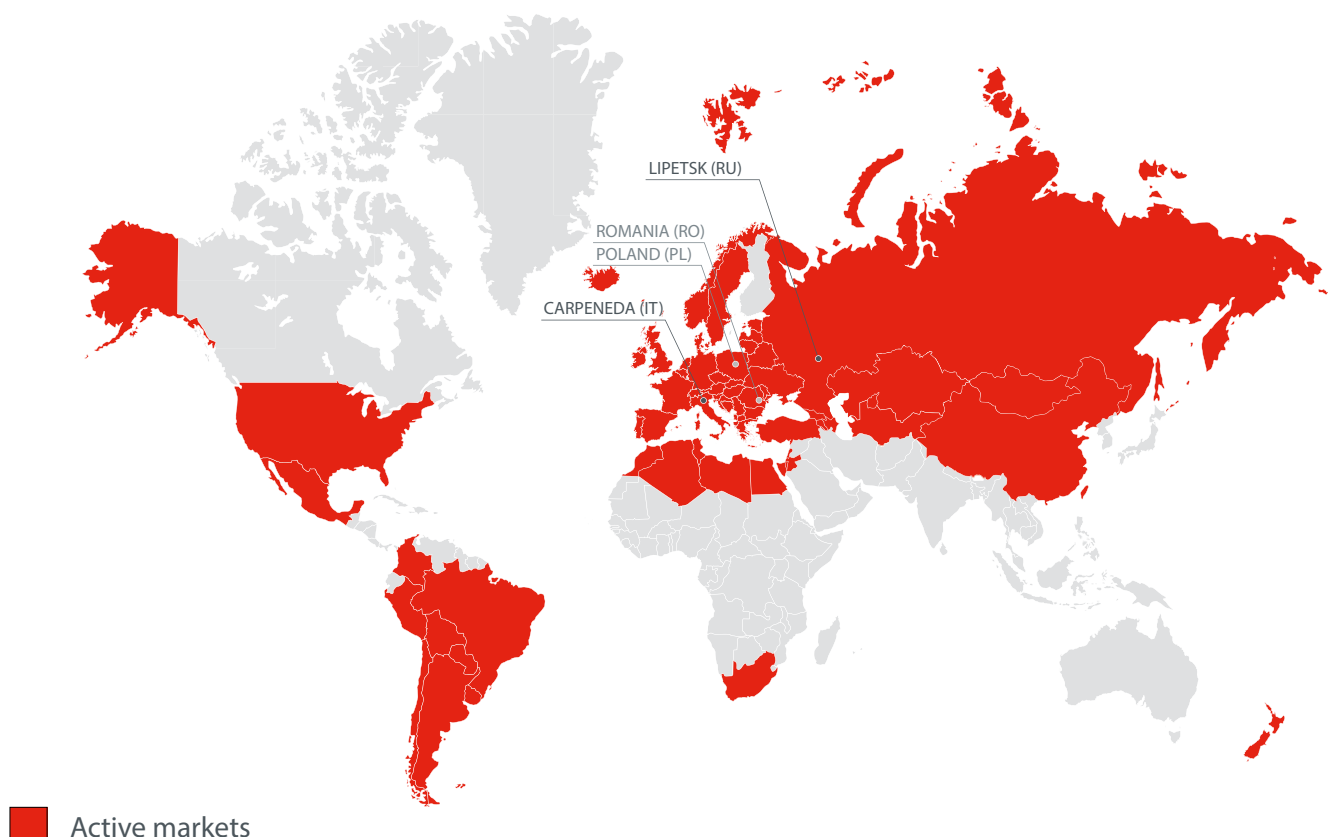 LIPETSK (RU)
ROMANIA (RO)
POLAND (PL)
CARPENEDA (IT)
Active markets